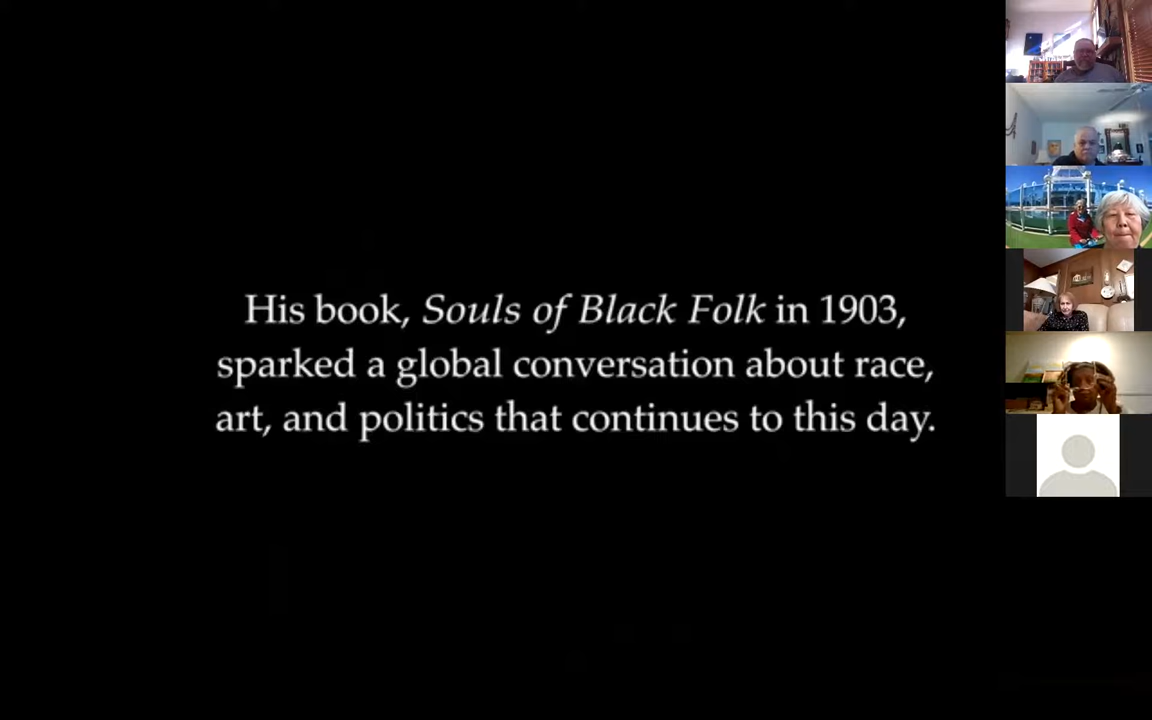 His book, Souls of Black Folk in 1903,
sparked a global conversation about race,
art, and politics that continues to this day.